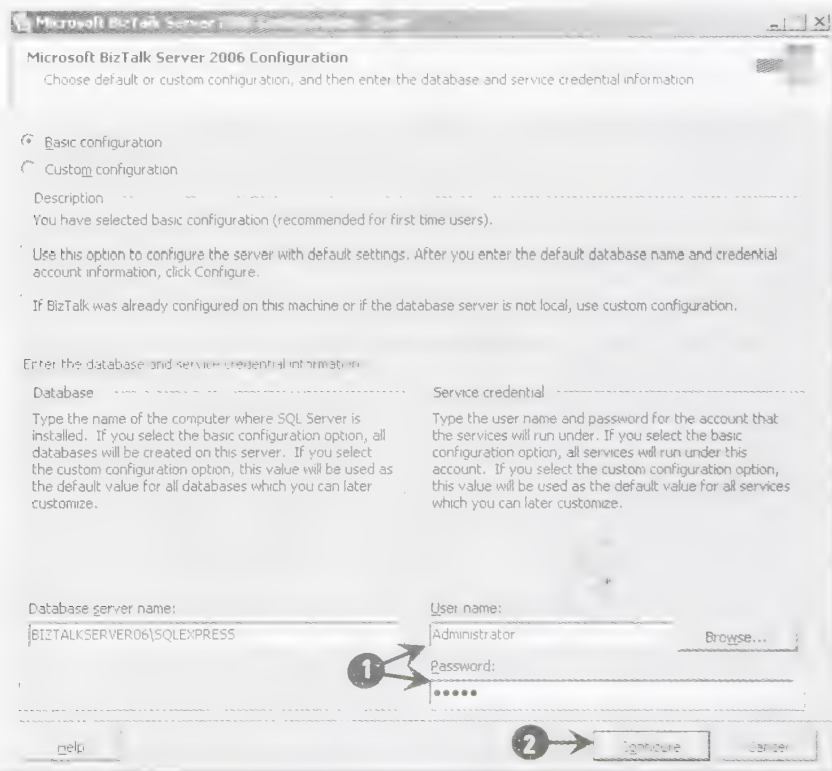 Microsoft BizTalk Server
Microsoft BizTalk Server 2006 Configuration
Choose default or custom configuration, and then enter the database and service credential information
Basic configuration
Custom configuration
Description
You have selected basic configuration (recommended for first time users).
Use this option to configure the server with default settings. After you enter the default database name and credential
account information, click Configure.
If BizTalk was already configured on this machine or if the database server is not local, use custom configuration.
Enter the database and service credential information
Database
Type the name of the computer where SQL Server is
installed. If you select the basic configuration option, all
databases will be created on this server. If you select
the custom configuration option, this value will be used as
the default value for all databases which you can later
customize.
Service credential
Type the user name and password for the account that
the services will run under. If you select the basic
configuration option, all services will run under this
account. If you select the custom configuration option,
this value will be used as the default value for all services
which you can later customize.
Database server name:
BIZTALKSERVER06\SQLEXPRESS
User name:
Administrator
Browse...
1
Password:
•••••
Help
2
Configure
Cancel